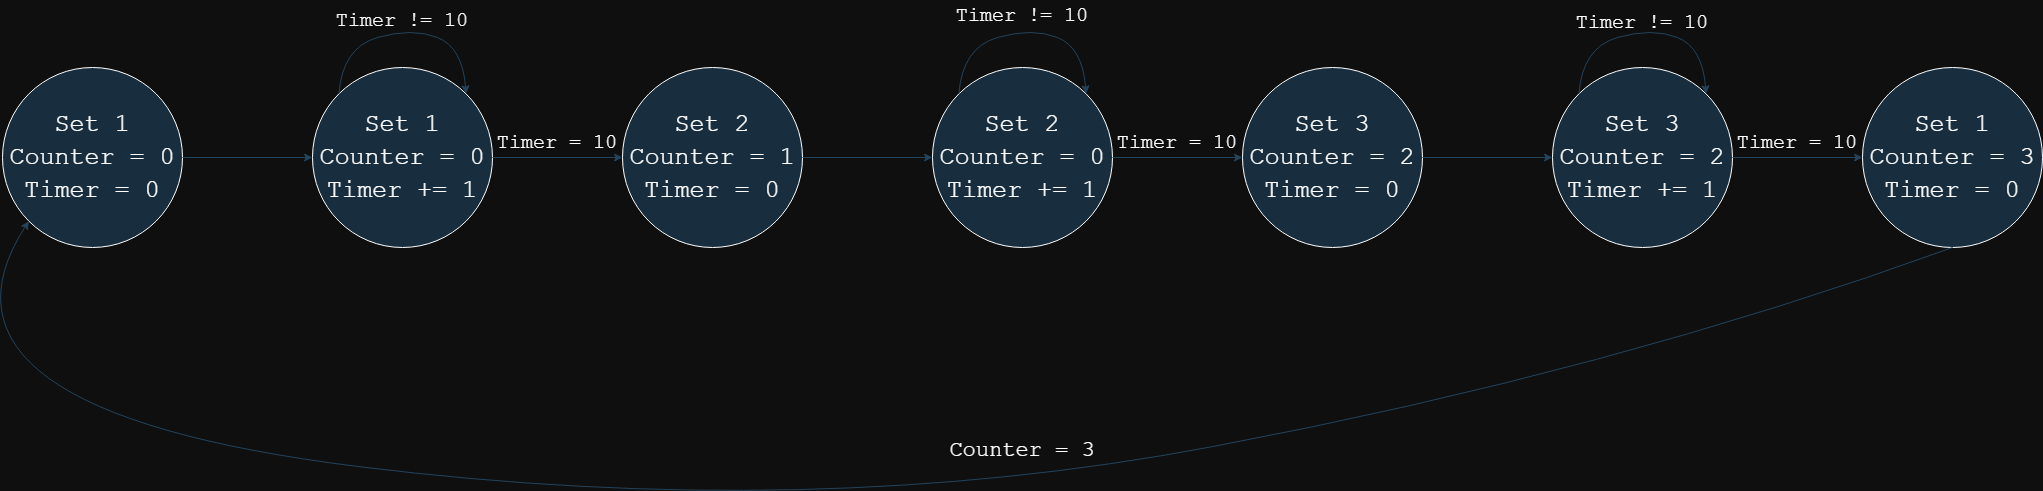 Timer != 10
Timer != 10
Timer != 10
Set 1
Counter = 0
Timer = 0
Set 1
Counter = 0
Timer += 1
Timer = 10
Set 2
Counter = 1
Timer = 0
Set 2
Counter = 0
Timer += 1
Timer = 10
Set 3
Counter = 2
Timer = 0
Set 3
Counter = 2
Timer += 1
Timer = 10
Set 1
Counter = 3
Timer = 0
Counter = 3